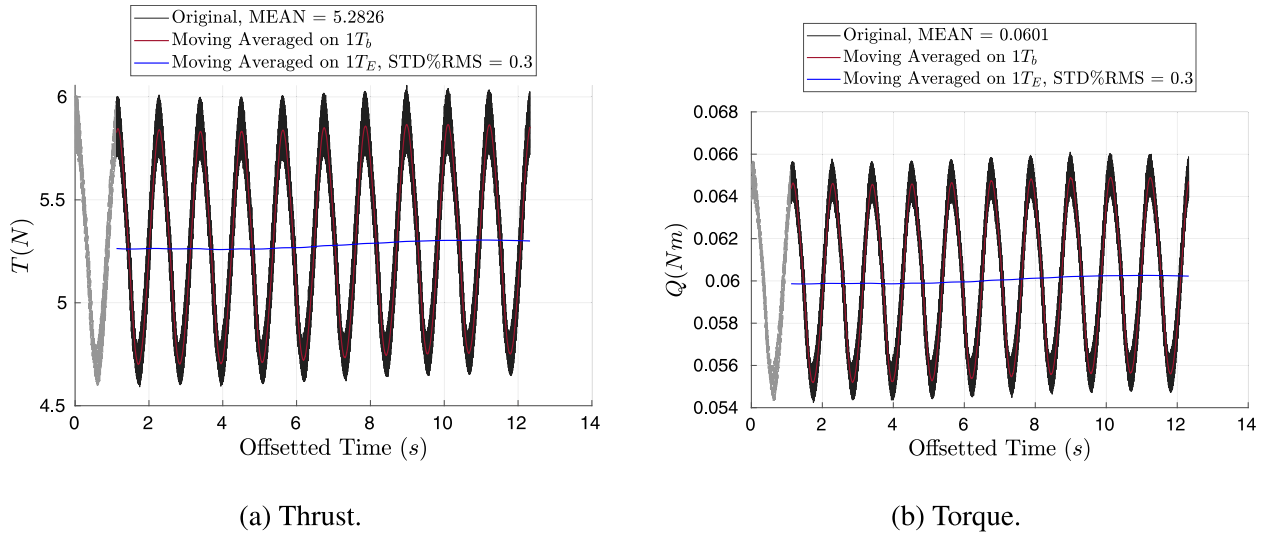 Original, MEAN = 5.2826
Moving Averaged on 1T_b
Moving Averaged on 1T_E, STD%RMS = 0.3
6
5.5
5
4.5
T(N)
0 2 4 6 8 10 12 14
Offsetted Time (s)
(a) Thrust.
Original, MEAN = 0.0601
Moving Averaged on 1T_b
Moving Averaged on 1T_E, STD%RMS = 0.3
0.068
0.066
0.064
0.062
0.06
0.058
0.056
0.054
Q(Nm)
0 2 4 6 8 10 12 14
Offsetted Time (s)
(b) Torque.